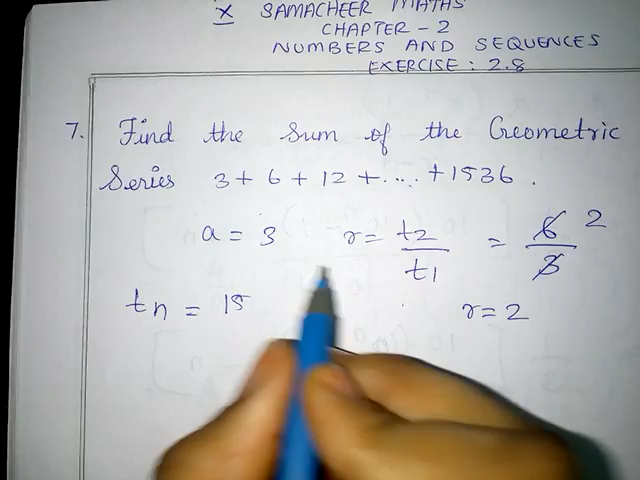 X SAMACHEER MATHS
CHAPTER - 2
NUMBERS AND SEQUENCES
EXERCISE : 2.8
7. Find the Sum of the Geometric
Series 3 + 6 + 12 + .... + 1536 .
a = 3 r = t2/t1 = 6/3 2
tn = 15 r = 2